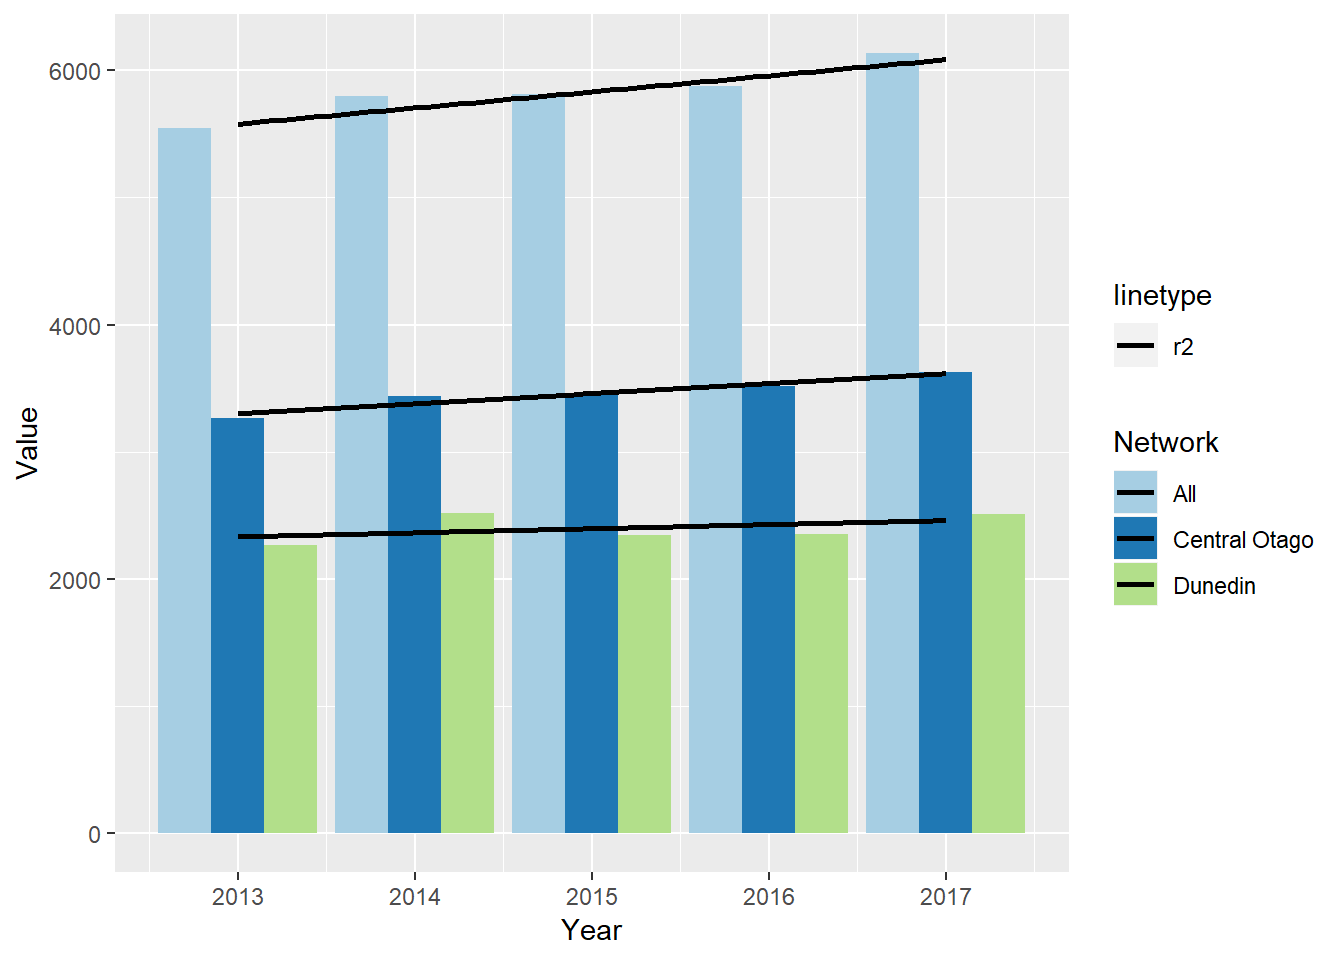 6000
4000
2000
0
Value
2013 2014 2015 2016 2017
Year
linetype
r2
Network
All
Central Otago
Dunedin